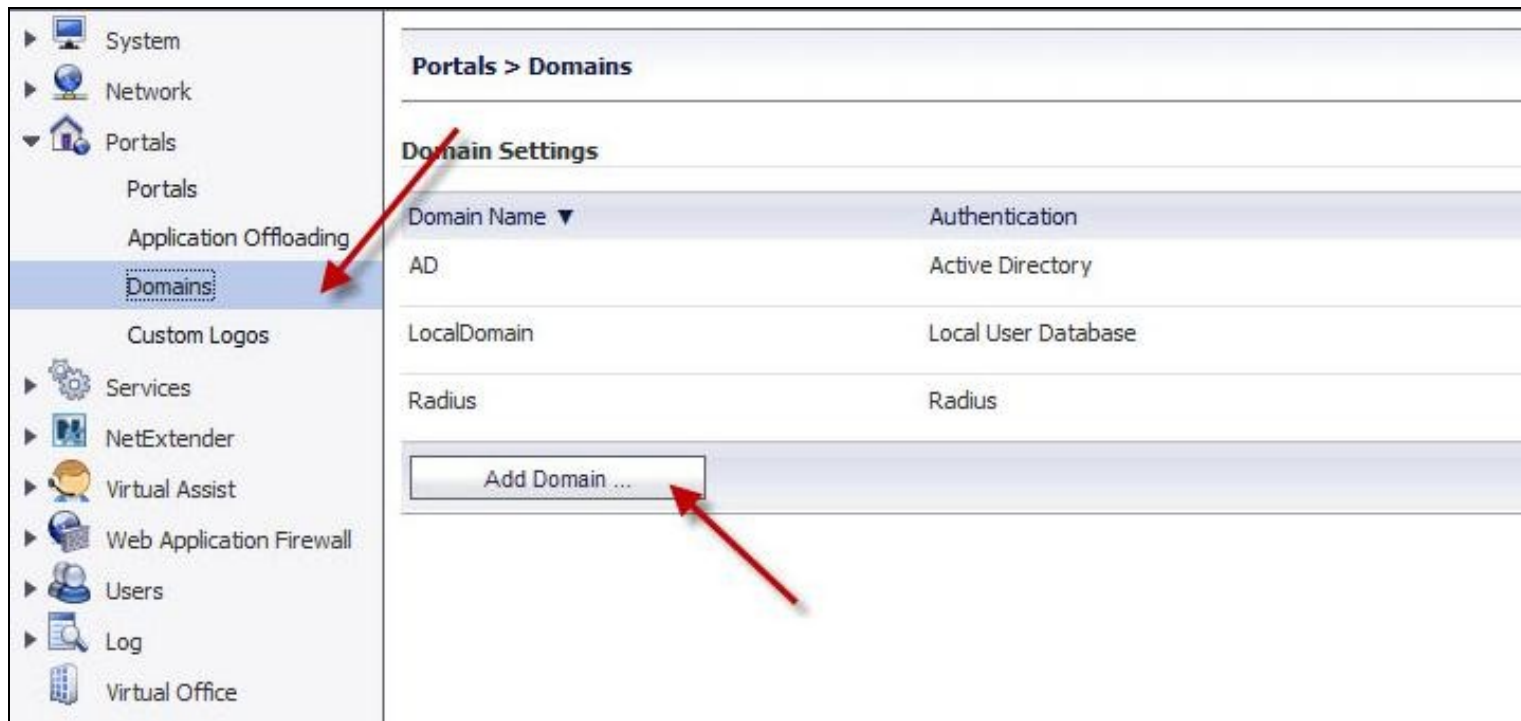 System
Network
Portals
Portals
Application Offloading
Domains
Custom Logos
Services
NetExtender
Virtual Assist
Web Application Firewall
Users
Log
Virtual Office
Portals > Domains
Domain Settings
Domain Name ▼ Authentication
AD Active Directory
LocalDomain Local User Database
Radius Radius
Add Domain ...